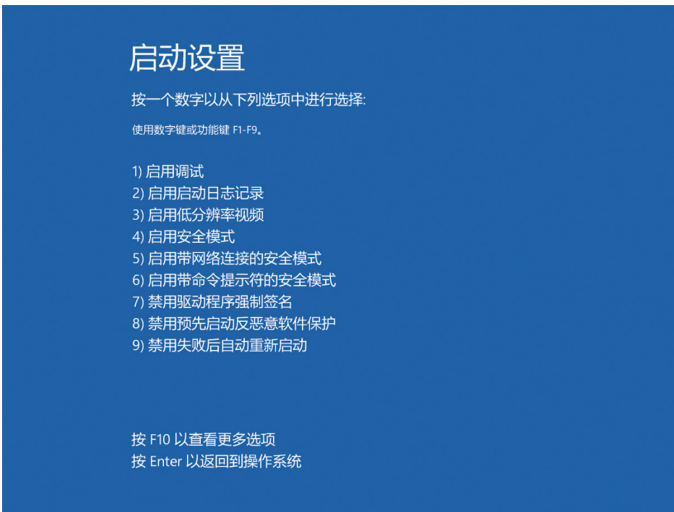 启动设置
按一个数字以从下列选项中进行选择:
使用数字键或功能键 F1-F9。
1) 启用调试
2) 启用启动日志记录
3) 启用低分辨率视频
4) 启用安全模式
5) 启用带网络连接的安全模式
6) 启用带命令提示符的安全模式
7) 禁用驱动程序强制签名
8) 禁用预先启动反恶意软件保护
9) 禁用失败后自动重新启动
按 F10 以查看更多选项
按 Enter 以返回到操作系统